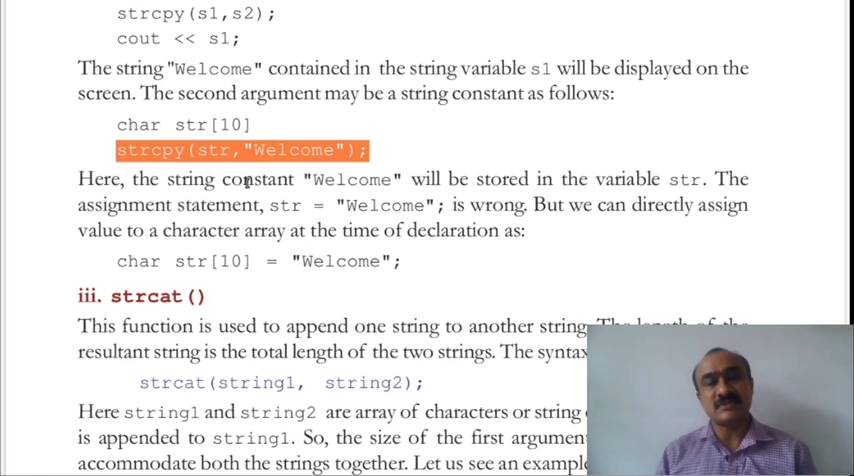 strcpy(s1,s2);
cout << s1;
The string "Welcome" contained in the string variable s1 will be displayed on the
screen. The second argument may be a string constant as follows:
char str[10]
strcpy(str,"Welcome");
Here, the string constant "Welcome" will be stored in the variable str. The
assignment statement, str = "Welcome"; is wrong. But we can directly assign
value to a character array at the time of declaration as:
char str[10] = "Welcome";
iii. strcat()
This function is used to append one string to another string. The length of the
resultant string is the total length of the two strings. The syntax
strcat(string1, string2);
Here string1 and string2 are array of characters or string
is appended to string1. So, the size of the first argument
accommodate both the strings together. Let us see an example